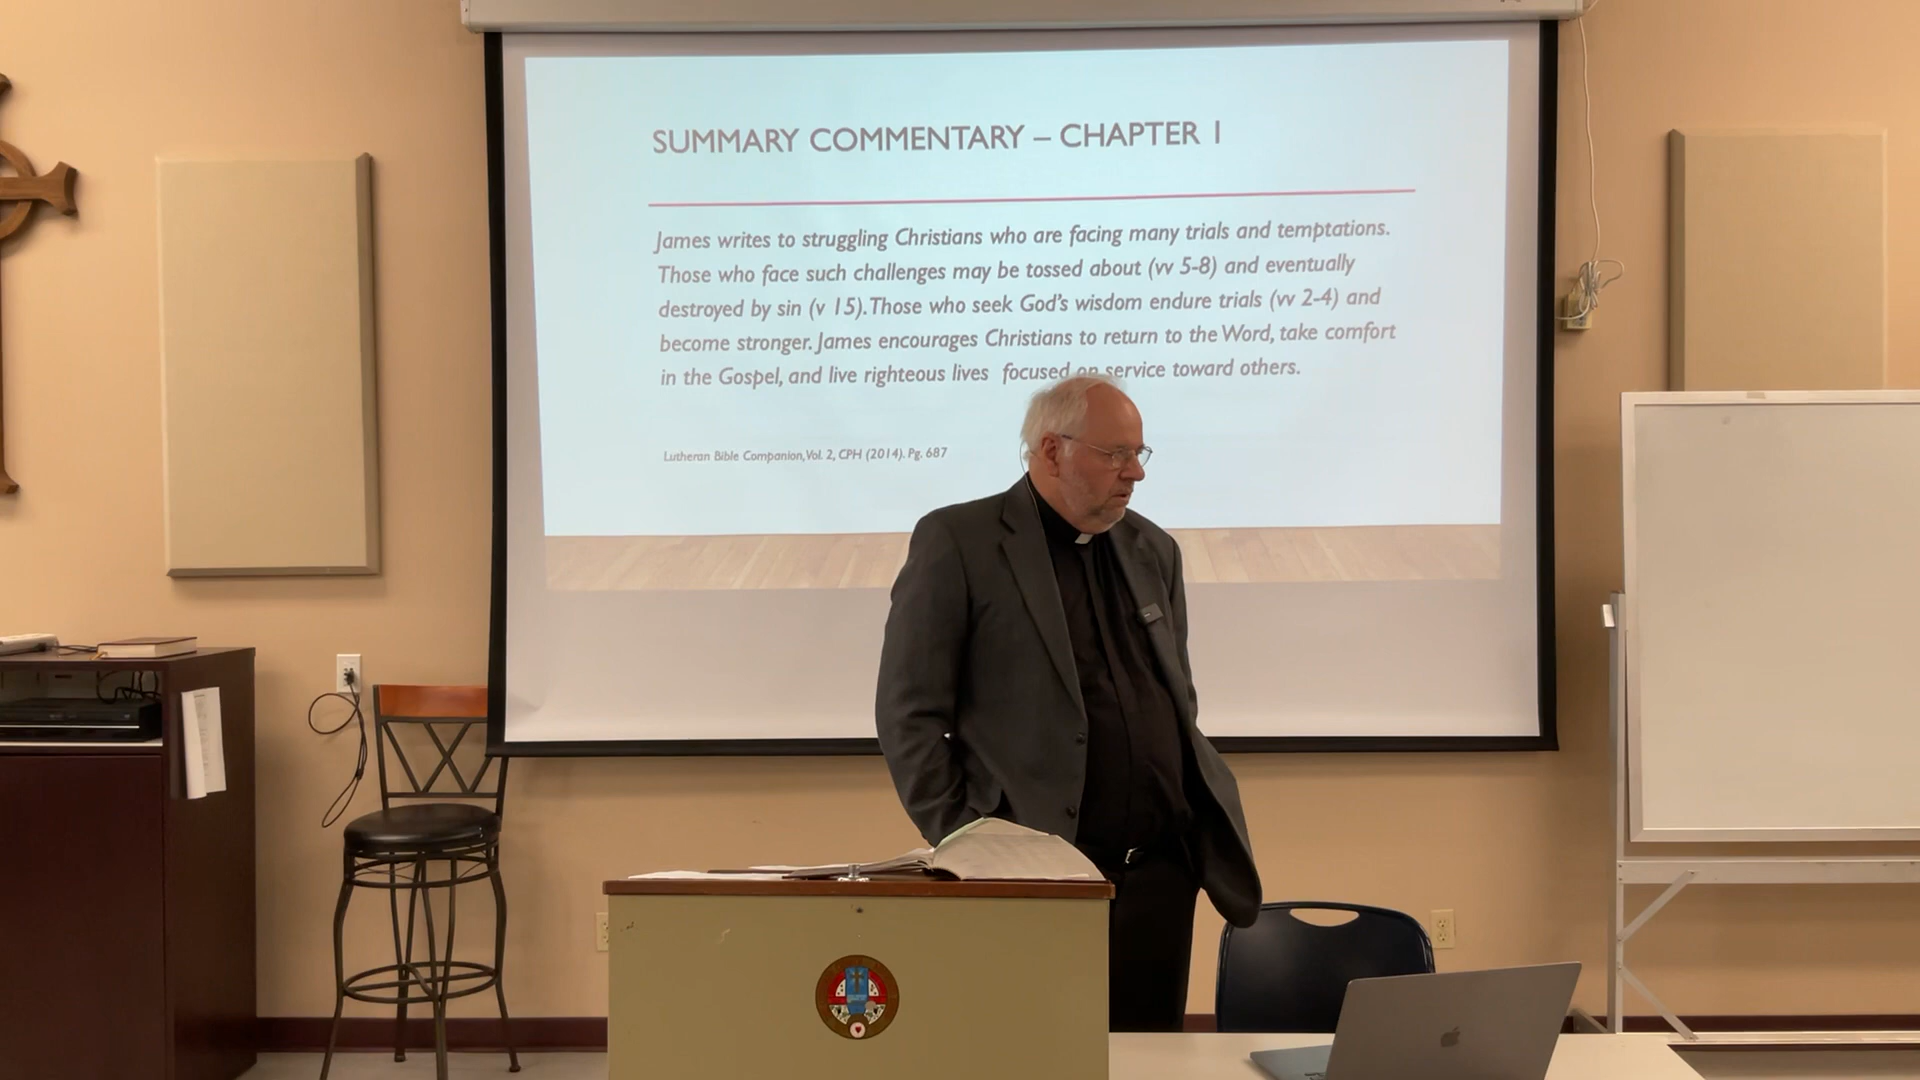 SUMMARY COMMENTARY – CHAPTER 1
James writes to struggling Christians who are facing many trials and temptations.
Those who face such challenges may be tossed about (vv 5-8) and eventually
destroyed by sin (v 15). Those who seek God's wisdom endure trials (vv 2-4) and
become stronger. James encourages Christians to return to the Word, take comfort
in the Gospel, and live righteous lives focused on service toward others.
Lutheran Bible Companion, Vol. 2, CPH (2014). Pg. 687